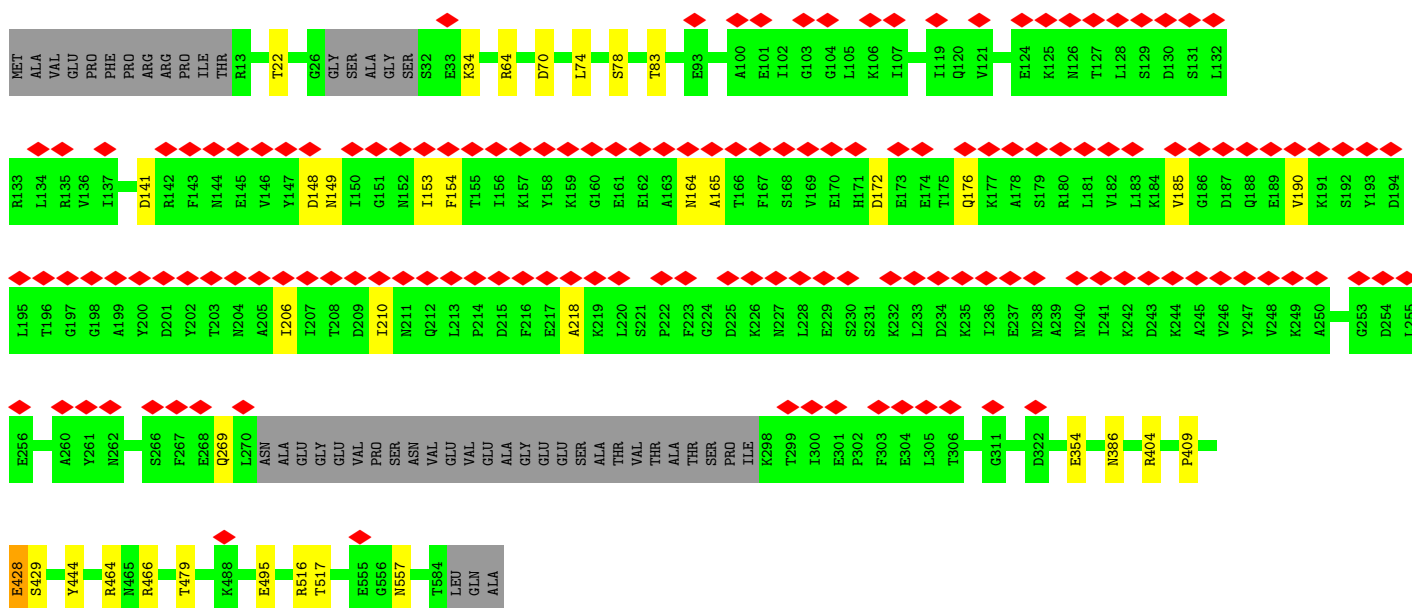 MET ALA VAL GLU PRO PHE PRO ARG ARG PRO ILE THR R13 T22 G26 GLY SER ALA GLY SER S32 E33 K34 R64 D70 L74 S78 T83 E93 A100 E101 I102 G103 G104 L105 K106 I107 I119 Q120 V121 E124 K125 N126 T127 L128 S129 D130 S131 L132
R133 L134 R135 V136 I137 D141 R142 F143 N144 E145 V146 Y147 D148 N149 I150 G151 N152 I153 F154 T155 I156 K157 Y158 K159 G160 E161 E162 A163 N164 A165 T166 F167 S168 V169 E170 H171 D172 E173 E174 T175 Q176 K177 A178 S179 R180 L181 V182 L183 K184 V185 G186 D187 Q188 E189 V190 K191 S192 Y193 D194
L195 T196 G197 G198 A199 Y200 D201 Y202 T203 N204 A205 I206 I207 T208 D209 I210 N211 Q212 L213 P214 D215 F216 E217 A218 K219 L220 S221 P222 F223 G224 D225 K226 N227 L228 E229 S230 S231 K232 L233 D234 K235 I236 E237 N238 A239 N240 I241 K242 D243 K244 A245 V246 Y247 V248 K249 A250 G253 D254 L255
E256 A260 Y261 N262 S266 F267 E268 Q269 L270 ASN ALA GLU GLY GLU VAL PRO SER ASN VAL GLU VAL GLU ALA GLY GLU GLU SER ALA THR VAL THR ALA THR SER PRO ILE K298 T299 I300 E301 P302 F303 E304 L305 T306 G311 D322 E354 N386 R404 P409
E428 S429 Y444 R464 N465 R466 T479 K488 E495 R516 T517 E555 G556 N557 T584 LEU GLN ALA